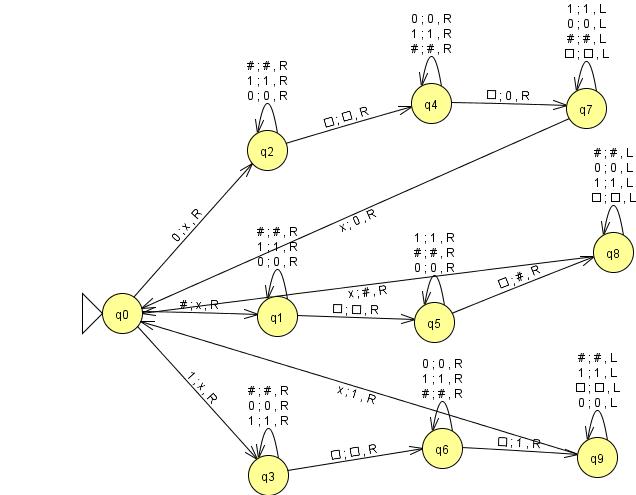 1 ; 1 , L
0 ; 0 , L
# ; # , L
□ ; □ , L
0 ; 0 , R
1 ; 1 , R
# ; # , R
# ; # , R
1 ; 1 , R
0 ; 0 , R
q4
□ ; 0 , R
q7
□ ; □ , R
q2
# ; # , L
0 ; 0 , L
1 ; 1 , L
□ ; □ , L
0 ; x , R
x ; 0 , R
# ; # , R
1 ; 1 , R
0 ; 0 , R
1 ; 1 , R
# ; # , R
0 ; 0 , R
q8
□ ; # , R
x ; # , R
q0
# ; x , R
q1
□ ; □ , R
q5
1 ; x , R
x ; 1 , R
0 ; 0 , R
1 ; 1 , R
# ; # , R
# ; # , L
1 ; 1 , L
□ ; □ , L
0 ; 0 , L
# ; # , R
0 ; 0 , R
1 ; 1 , R
q3
□ ; □ , R
q6
□ ; 1 , R
q9